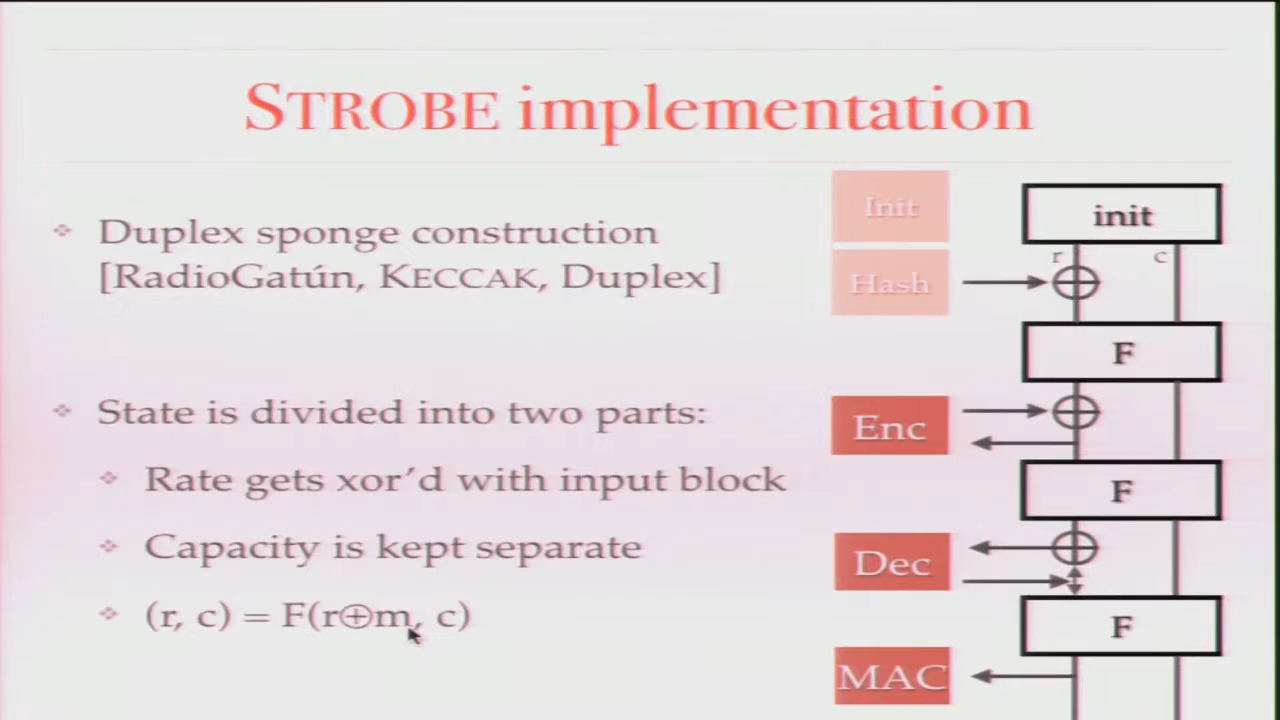 STROBE implementation
❖ Duplex sponge construction
[RadioGatún, KECCAK, Duplex]
❖ State is divided into two parts:
❖ Rate gets xor’d with input block
❖ Capacity is kept separate
❖ (r, c) = F(r⊕m, c)
Init
init
r c
Hash
F
Enc
F
Dec
F
MAC